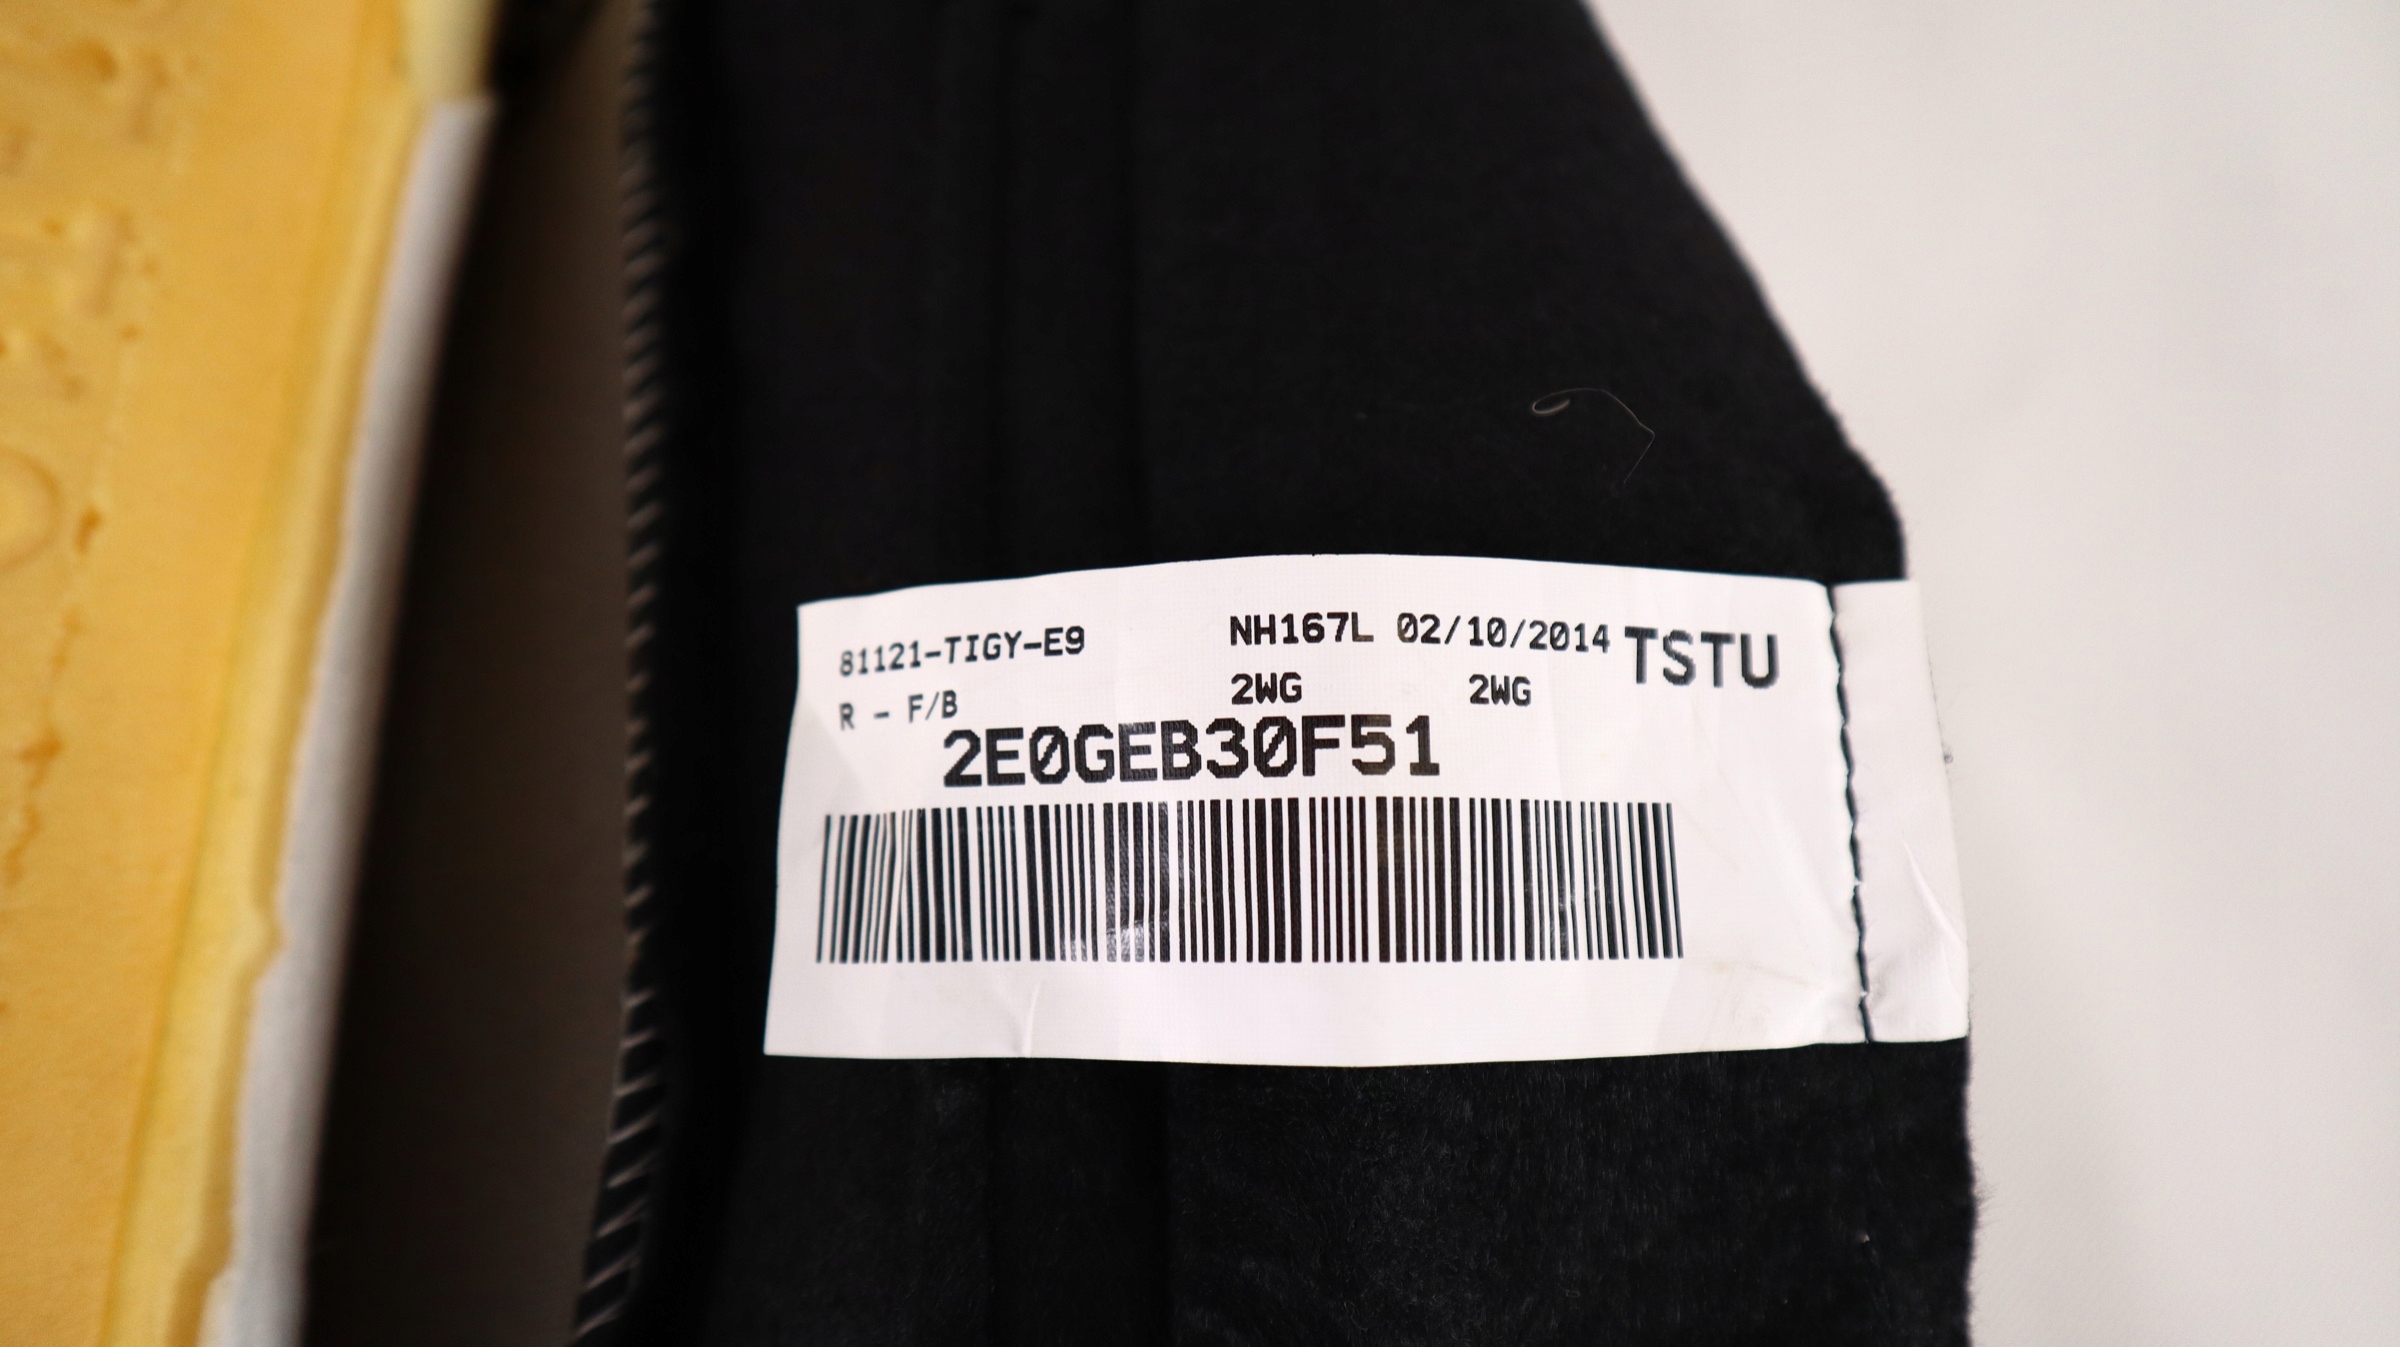 81121-TIGY-E9 NH167L 02/10/2014 TSTU
R - F/B 2WG 2WG
2E0GEB30F51